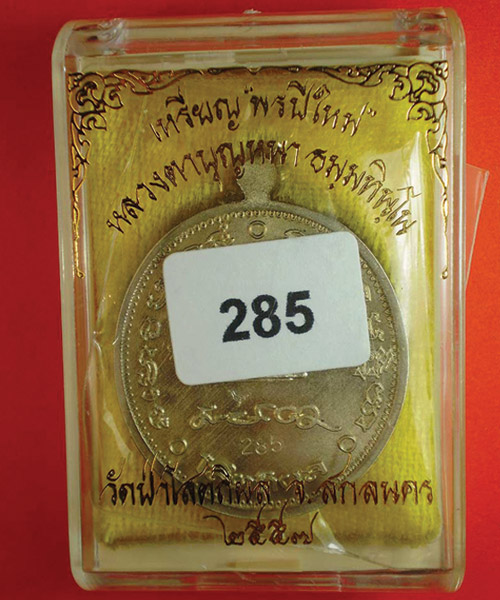 เหรียญ"พรปีใหม่"
หลวงตาบุญหนา ธมฺมทินฺโน
285
285
วัดป่าโสตถิผล จ.สกลนคร
๒๕๕๗